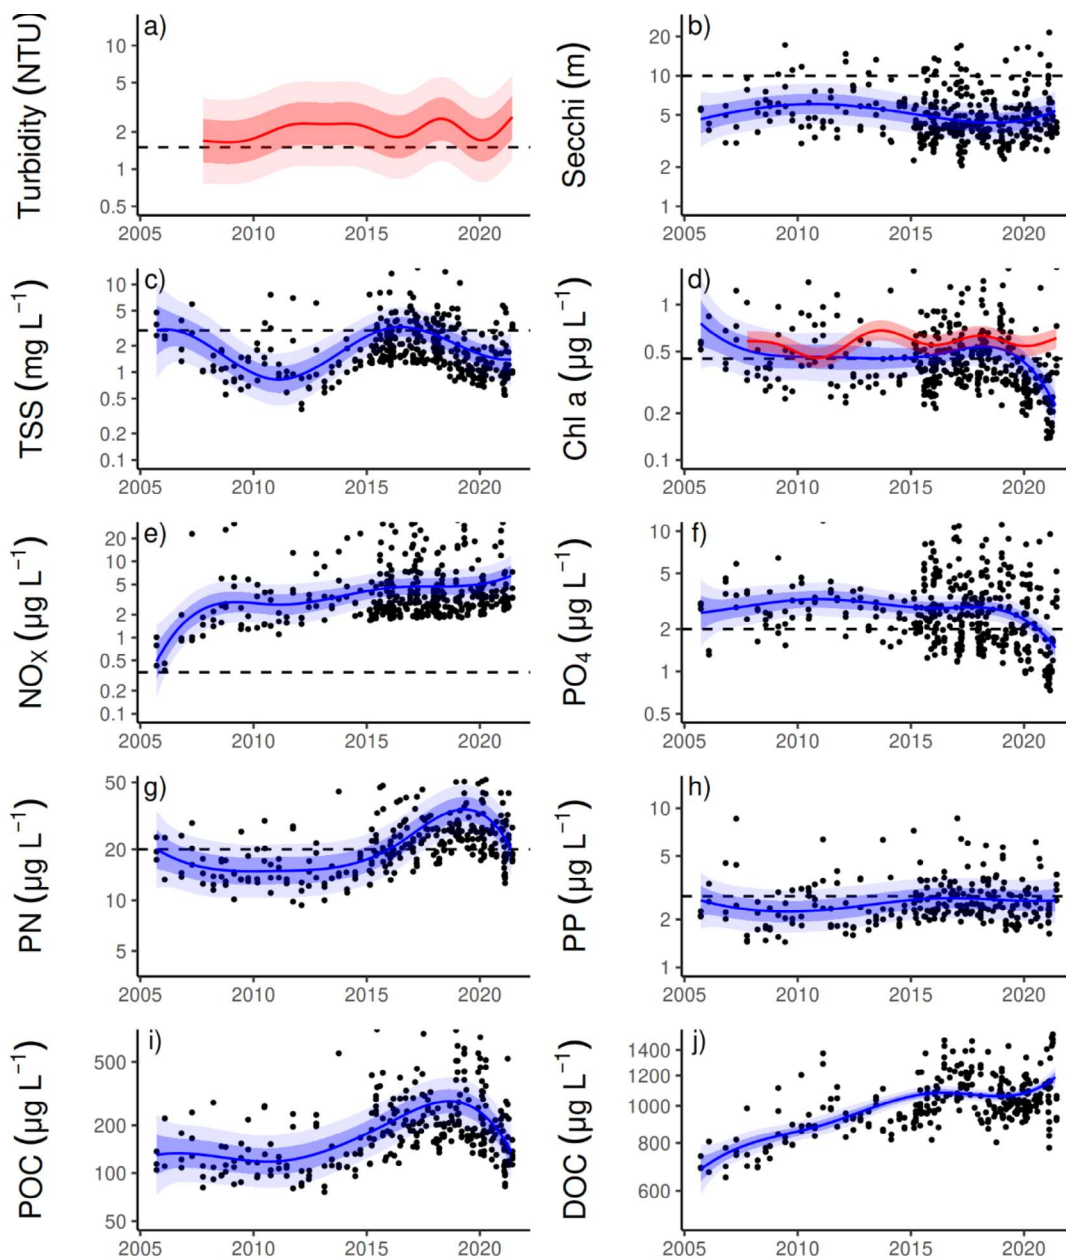 a)
Turbidity (NTU)
10
5
2
1
0.5
2005 2010 2015 2020
b)
Secchi (m)
20
10
5
2
1
2005 2010 2015 2020
c)
TSS (mg L⁻¹)
10
5
2
1
0.5
0.2
0.1
2005 2010 2015 2020
d)
Chl a (µg L⁻¹)
1
0.5
0.2
0.1
2005 2010 2015 2020
e)
NOₓ (µg L⁻¹)
20
10
5
2
1
0.5
0.2
0.1
2005 2010 2015 2020
f)
PO₄ (µg L⁻¹)
10
5
2
1
0.5
2005 2010 2015 2020
g)
PN (µg L⁻¹)
50
20
10
5
2005 2010 2015 2020
h)
PP (µg L⁻¹)
10
5
2
1
2005 2010 2015 2020
i)
POC (µg L⁻¹)
500
200
100
50
2005 2010 2015 2020
j)
DOC (µg L⁻¹)
1400
1200
1000
800
600
2005 2010 2015 2020